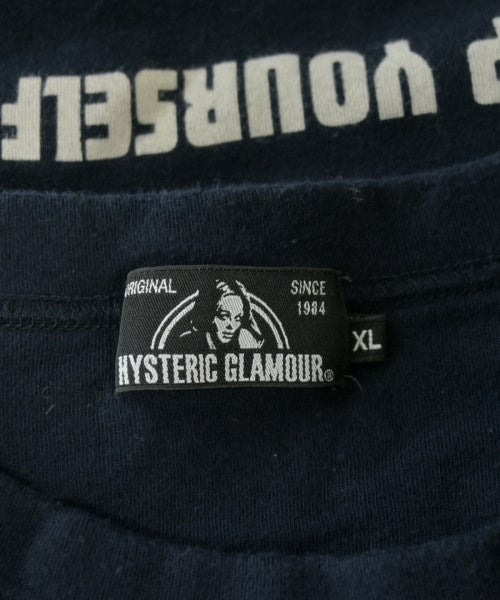 YOURSELF
ORIGINAL
SINCE
1984
HYSTERIC GLAMOUR®
XL